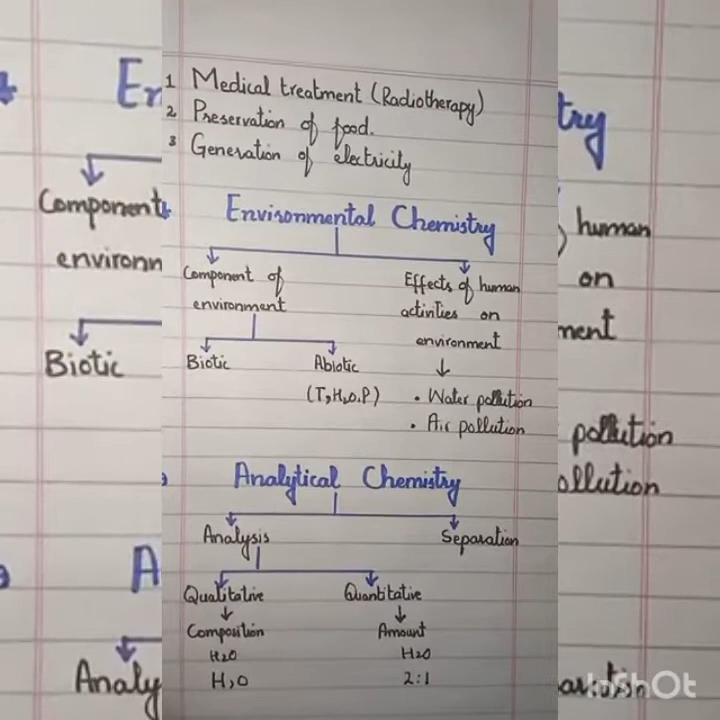 1 Medical treatment (Radiotherapy)
2 Preservation of food.
3 Generation of electricity
Environmental Chemistry
Component of environment
Effects of human activities on environment
Biotic
Abiotic
(T, H2O, P)
• Water pollution
• Air pollution
Analytical Chemistry
Analysis
Separation
Qualitative
Quantitative
Composition
Amount
H2O
H2O
H, O
2:1
InShOt